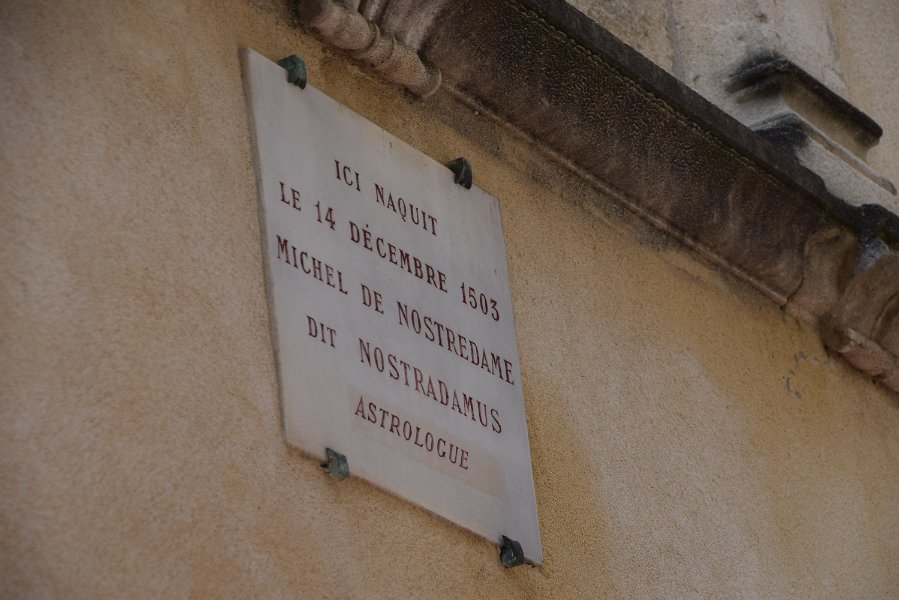 ICI NAQUIT
LE 14 DÉCEMBRE 1503
MICHEL DE NOSTREDAME
DIT NOSTRADAMUS
ASTROLOGUE